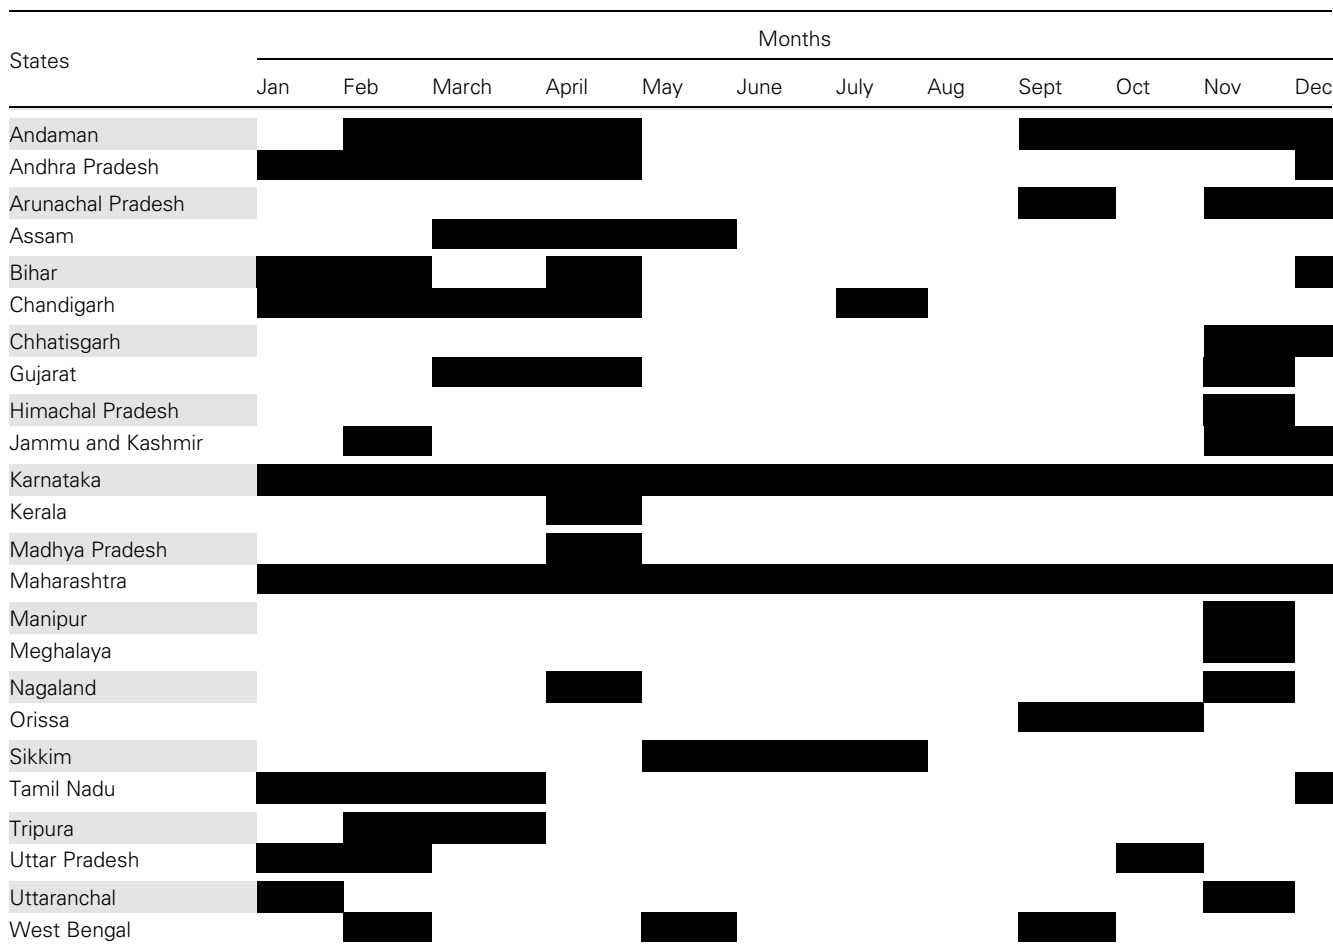 Months
States
Jan Feb March April May June July Aug Sept Oct Nov Dec
Andaman
Andhra Pradesh
Arunachal Pradesh
Assam
Bihar
Chandigarh
Chhatisgarh
Gujarat
Himachal Pradesh
Jammu and Kashmir
Karnataka
Kerala
Madhya Pradesh
Maharashtra
Manipur
Meghalaya
Nagaland
Orissa
Sikkim
Tamil Nadu
Tripura
Uttar Pradesh
Uttaranchal
West Bengal